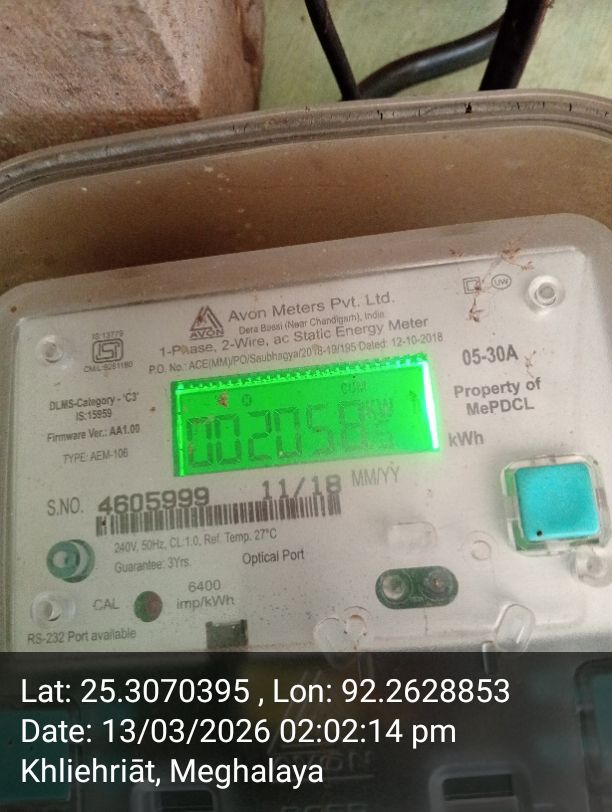 Avon Meters Pvt. Ltd.
AVON
Dera Bassi (Near Chandigarh), India
1-Phase, 2-Wire, ac Static Energy Meter
P.O. No.: ACE(MM)/PO/Saubhagya/2018-19/195 Dated: 12-10-2018
UW
IS:13779
ISI
CM/L-9261180
05-30A
Property of
MePDCL
DLMS-Category - 'C3'
IS:15959
Firmware Ver.: AA1.00
TYPE: AEM-106
CUM
002058
kWh
S.NO. 4605999 11/18 MM/YY
240V, 50Hz, CL:1.0, Ref. Temp. 27°C
Guarantee: 3Yrs.
Optical Port
CAL
6400
imp/kWh
RS-232 Port available
Lat: 25.3070395 , Lon: 92.2628853
Date: 13/03/2026 02:02:14 pm
Khliehriāt, Meghalaya